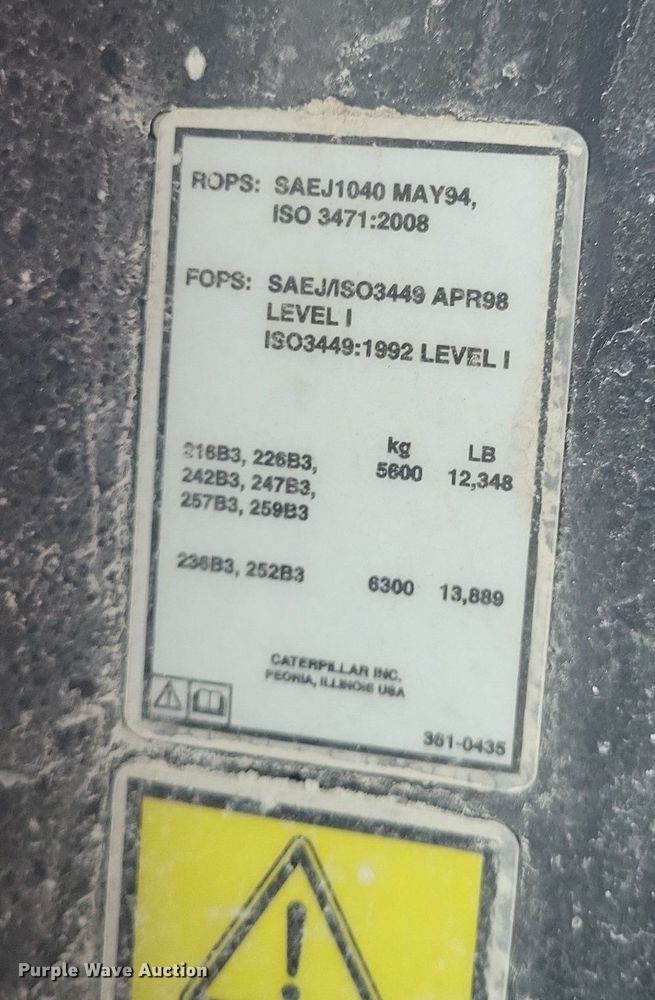 ROPS: SAEJ1040 MAY94,
ISO 3471:2008
FOPS: SAEJ/ISO3449 APR98
LEVEL I
ISO3449:1992 LEVEL I
kg LB
216B3, 226B3, 5600 12,348
242B3, 247B3,
257B3, 259B3
236B3, 252B3 6300 13,889
CATERPILLAR INC.
PEORIA, ILLINOIS USA
361-0435
Purple Wave Auction